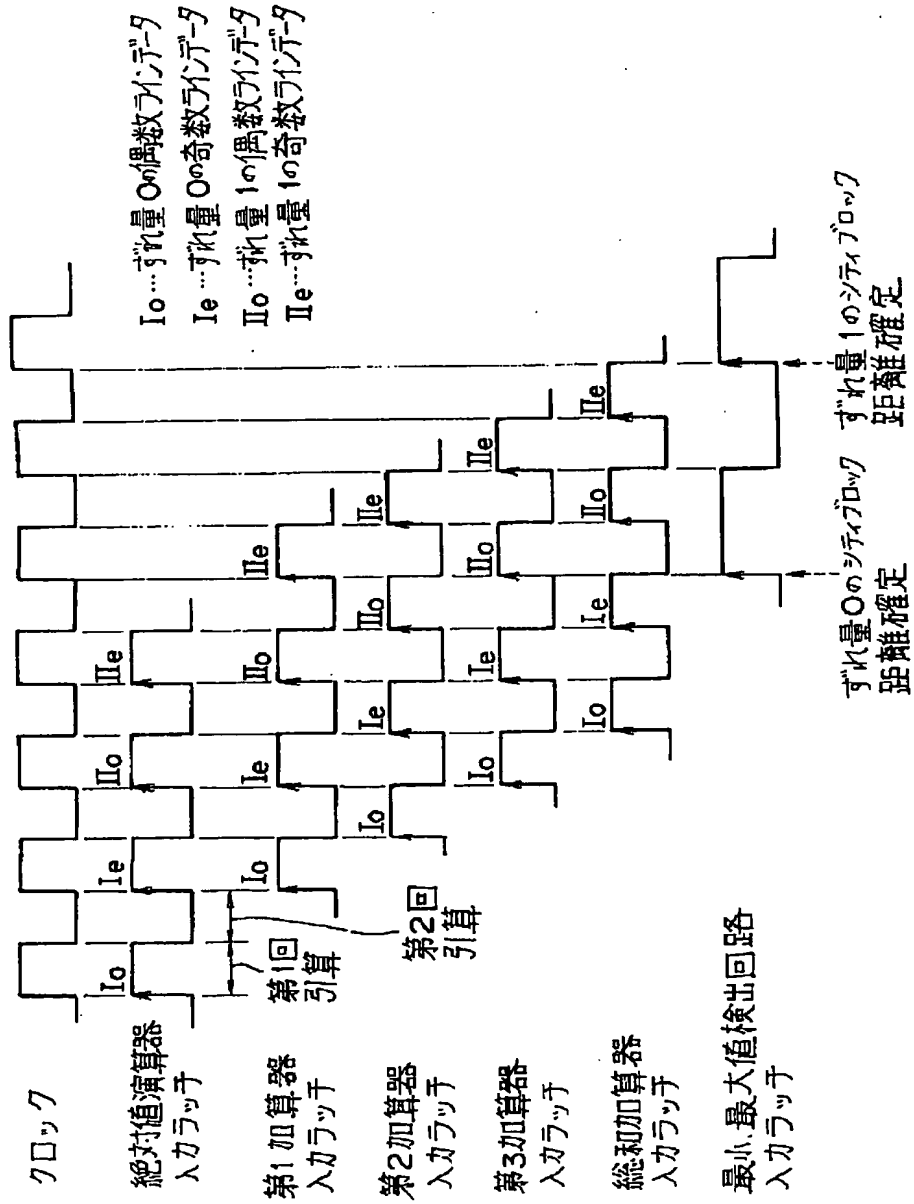 クロック
絶対値演算器
入力ラッチ
Io
Ie
IIo
IIe
第1回
引算
第2回
引算
第1加算器
入力ラッチ
Io
Ie
IIo
IIe
第2加算器
入力ラッチ
Io
Ie
IIo
IIe
第3加算器
入力ラッチ
Io
Ie
IIo
IIe
総和加算器
入力ラッチ
Io
Ie
IIo
IIe
最小、最大値検出回路
入力ラッチ
ずれ量0のシティブロック
距離確定
ずれ量1のシティブロック
距離確定
Io…ずれ量0の偶数ラインデータ
Ie…ずれ量0の奇数ラインデータ
IIo…ずれ量1の偶数ラインデータ
IIe…ずれ量1の奇数ラインデータ